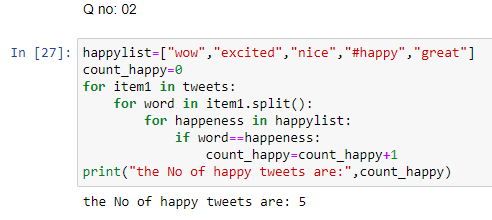 Q no: 02
In [27]: happylist=["wow","excited","nice","#happy","great"]
count_happy=0
for item1 in tweets:
    for word in item1.split():
        for happeness in happylist:
            if word==happeness:
                count_happy=count_happy+1
print("the No of happy tweets are:",count_happy)
the No of happy tweets are: 5